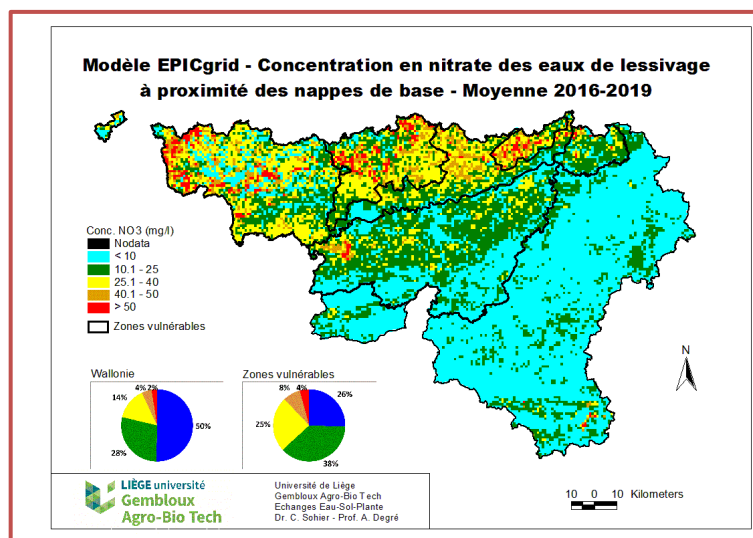 Modèle EPICgrid - Concentration en nitrate des eaux de lessivage
à proximité des nappes de base - Moyenne 2016-2019
Conc. NO3 (mg/l)
Nodata
< 10
10.1 - 25
25.1 - 40
40.1 - 50
> 50
Zones vulnérables
N
Wallonie
4% 2%
14%
50%
28%
Zones vulnérables
8% 4%
26%
25%
38%
LIÈGE université
Gembloux
Agro-Bio Tech
Université de Liège
Gembloux Agro-Bio Tech
Echanges Eau-Sol-Plante
Dr. C. Sohier - Prof. A. Degré
10 0 10 Kilometers